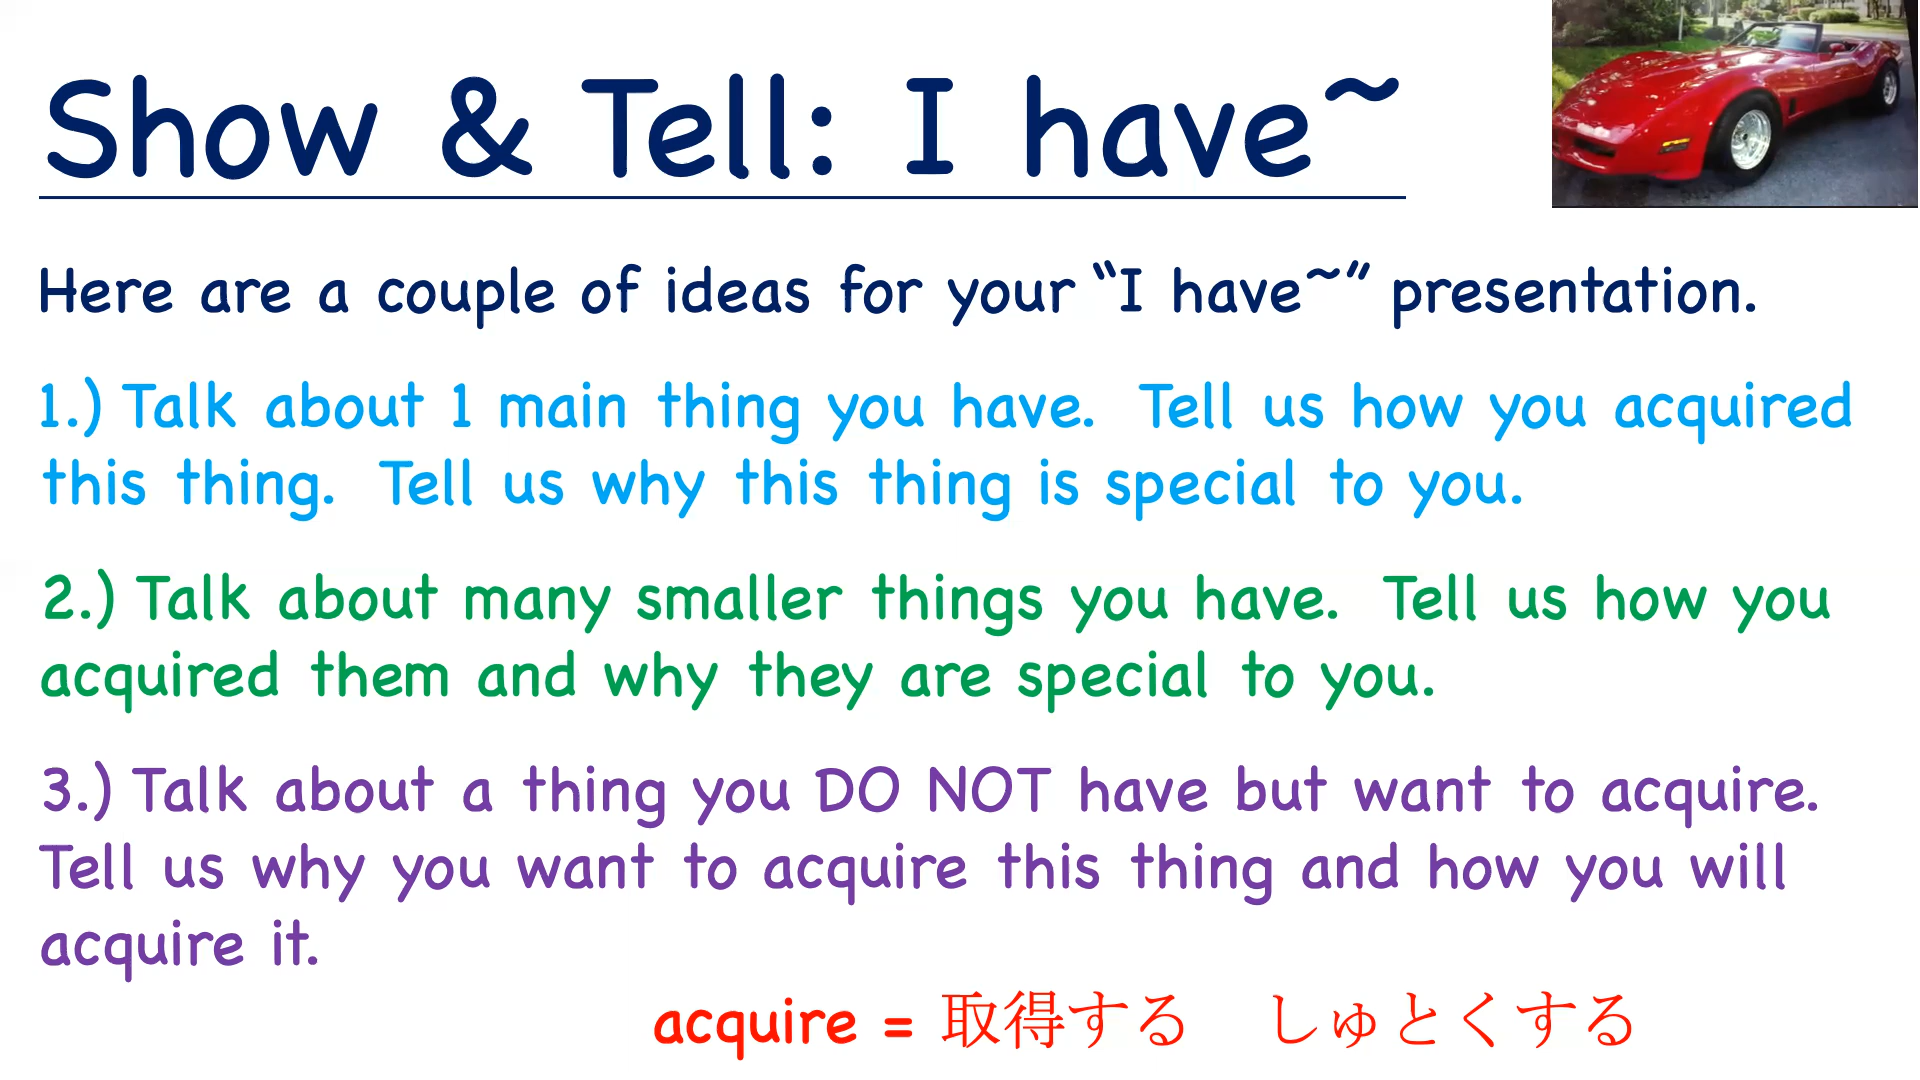 Show & Tell: I have~
Here are a couple of ideas for your “I have~” presentation.
1.) Talk about 1 main thing you have.  Tell us how you acquired
this thing.  Tell us why this thing is special to you.
2.) Talk about many smaller things you have.  Tell us how you
acquired them and why they are special to you.
3.) Talk about a thing you DO NOT have but want to acquire.
Tell us why you want to acquire this thing and how you will
acquire it.
acquire = 取得する　しゅとくする